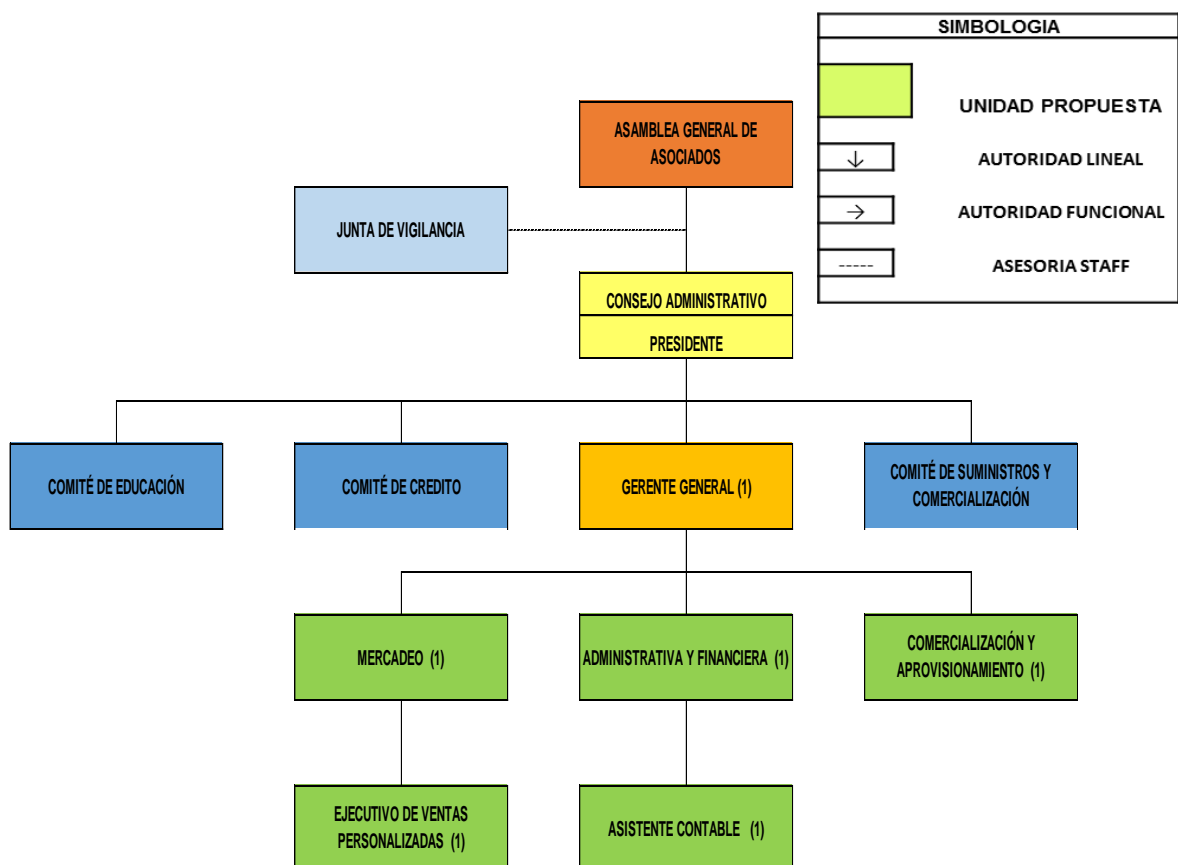 SIMBOLOGIA
UNIDAD PROPUESTA
AUTORIDAD LINEAL
AUTORIDAD FUNCIONAL
ASESORIA STAFF
ASAMBLEA GENERAL DE
ASOCIADOS
JUNTA DE VIGILANCIA
CONSEJO ADMINISTRATIVO
PRESIDENTE
COMITÉ DE EDUCACIÓN
COMITÉ DE CREDITO
GERENTE GENERAL (1)
COMITÉ DE SUMINISTROS Y
COMERCIALIZACIÓN
MERCADEO (1)
ADMINISTRATIVA Y FINANCIERA (1)
COMERCIALIZACIÓN Y
APROVISIONAMIENTO (1)
EJECUTIVO DE VENTAS
PERSONALIZADAS (1)
ASISTENTE CONTABLE (1)